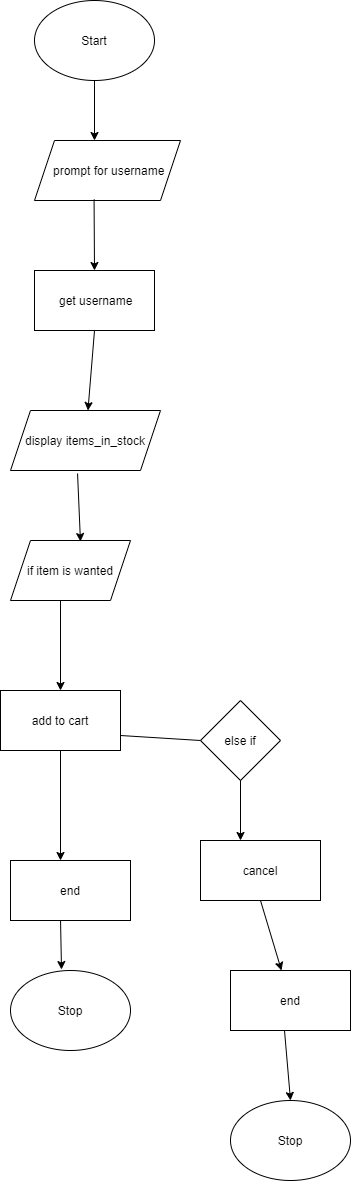 Start
prompt for username
get username
display items_in_stock
if item is wanted
add to cart
else if
cancel
end
end
Stop
Stop